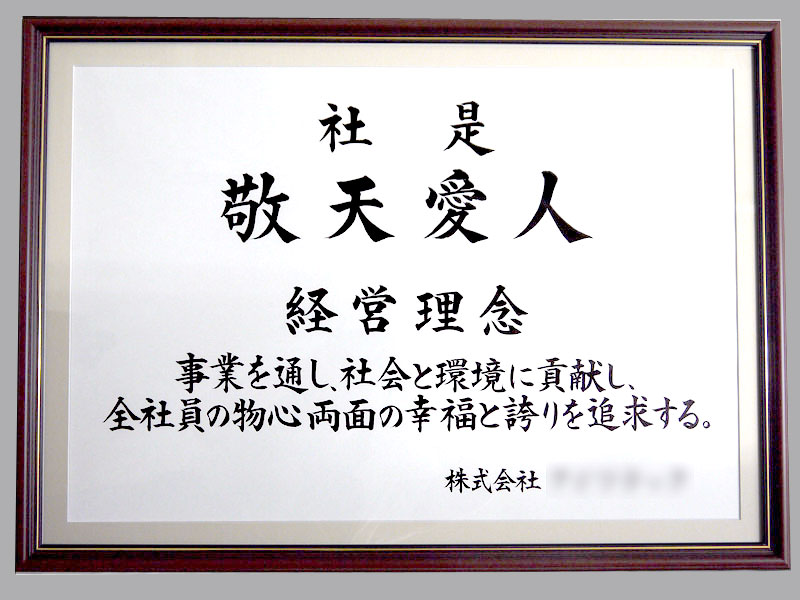 社是
敬天愛人
経営理念
事業を通し、社会と環境に貢献し、
全社員の物心両面の幸福と誇りを追求する。
株式会社